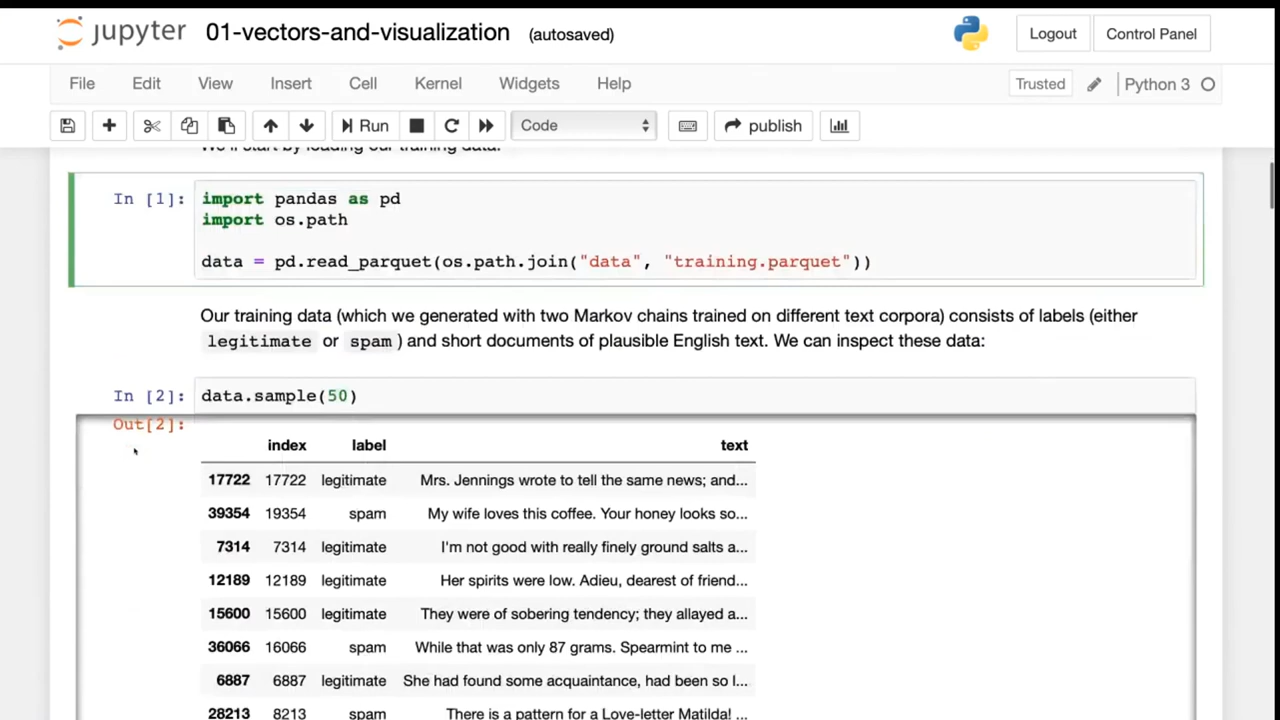 jupyter 01-vectors-and-visualization (autosaved) Logout Control Panel
File Edit View Insert Cell Kernel Widgets Help Trusted Python 3
Run Code publish
We'll start by loading our training data.
In [1]: import pandas as pd
import os.path
data = pd.read_parquet(os.path.join("data", "training.parquet"))
Our training data (which we generated with two Markov chains trained on different text corpora) consists of labels (either
legitimate or spam ) and short documents of plausible English text. We can inspect these data:
In [2]: data.sample(50)
Out[2]:
index label text
17722 17722 legitimate Mrs. Jennings wrote to tell the same news; and...
39354 19354 spam My wife loves this coffee. Your honey looks so...
7314 7314 legitimate I'm not good with really finely ground salts a...
12189 12189 legitimate Her spirits were low. Adieu, dearest of friend...
15600 15600 legitimate They were of sobering tendency; they allayed a...
36066 16066 spam While that was only 87 grams. Spearmint to me ...
6887 6887 legitimate She had found some acquaintance, had been so l...
28213 8213 spam There is a pattern for a Love-letter Matilda! ...